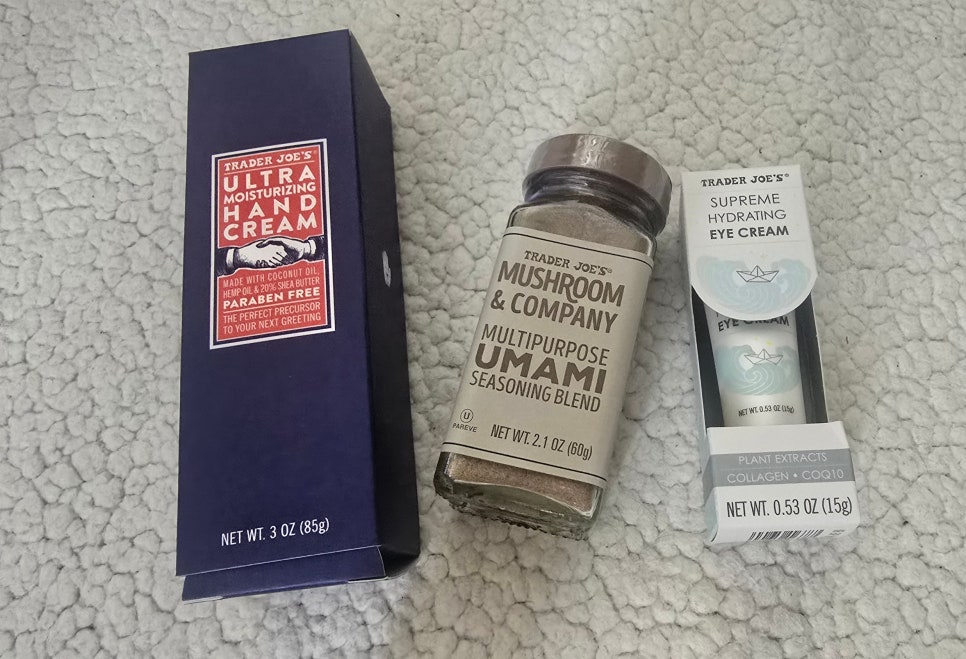 TRADER JOE'S®
ULTRA
MOISTURIZING
HAND
CREAM
MADE WITH COCONUT OIL,
HEMP OIL & 20% SHEA BUTTER
PARABEN FREE
THE PERFECT PRECURSOR
TO YOUR NEXT GREETING
NET WT. 3 OZ (85g)
TRADER JOE'S®
MUSHROOM
& COMPANY
MULTIPURPOSE
UMAMI
SEASONING BLEND
U
PAREVE
NET WT. 2.1 OZ (60g)
TRADER JOE'S®
SUPREME
HYDRATING
EYE CREAM
EYE CREAM
NET WT. 0.53 OZ (15g)
PLANT EXTRACTS
COLLAGEN • COQ10
NET WT. 0.53 OZ (15g)